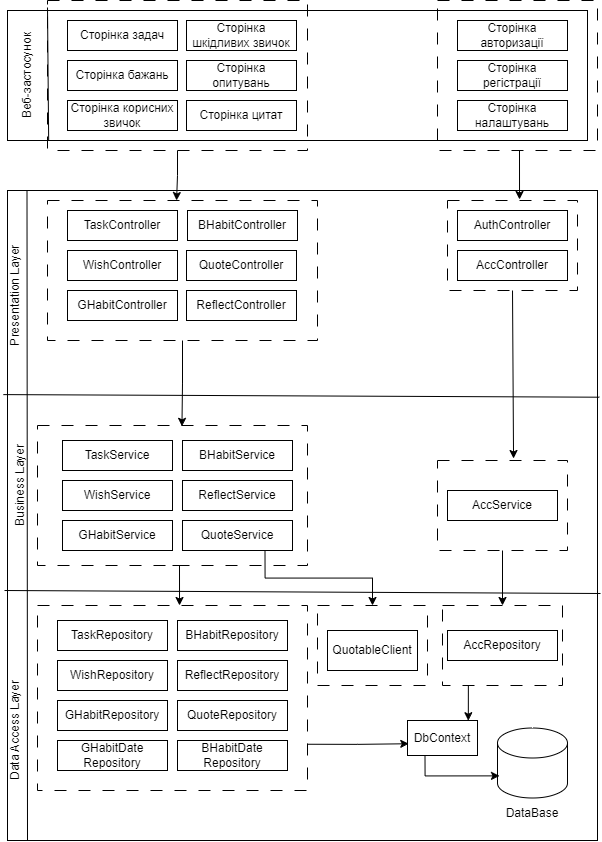 Веб-застосунок
Сторінка задач
Сторінка
шкідливих звичок
Сторінка бажань
Сторінка
опитувань
Сторінка корисних
звичок
Сторінка цитат
Сторінка
авторизації
Сторінка
регістрації
Сторінка
налаштувань
Presentation Layer
TaskController
BHabitController
WishController
QuoteController
GHabitController
ReflectController
AuthController
AccController
Business Layer
TaskService
BHabitService
WishService
ReflectService
GHabitService
QuoteService
AccService
Data Access Layer
TaskRepository
BHabitRepository
WishRepository
ReflectRepository
GHabitRepository
QuoteRepository
GHabitDate
Repository
BHabitDate
Repository
QuotableClient
AccRepository
DbContext
DataBase